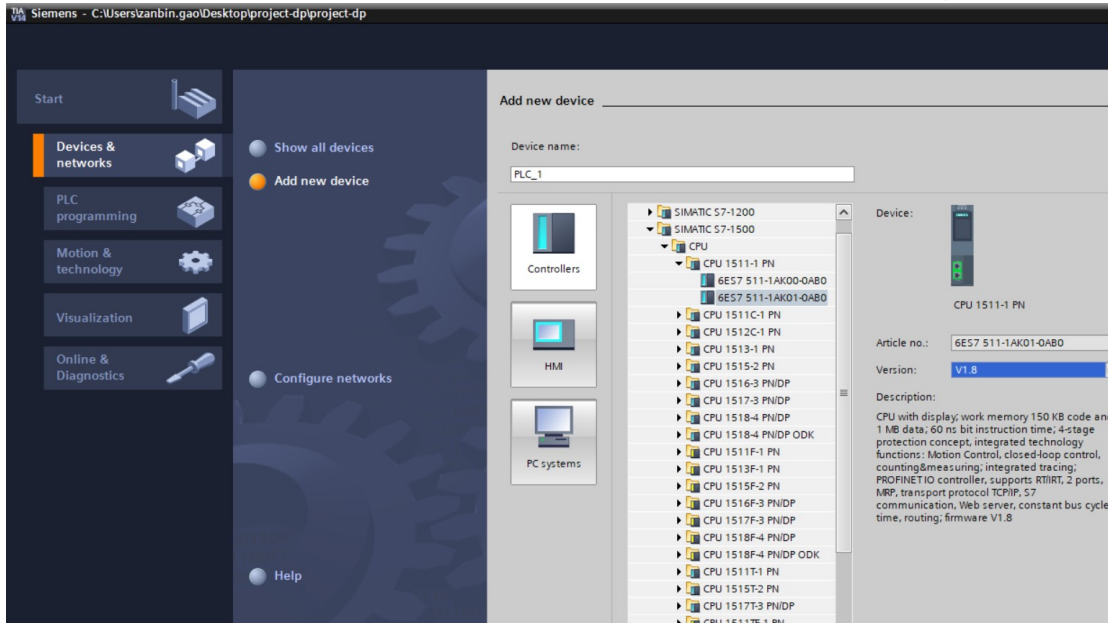 TIA
V14 Siemens - C:\Users\zanbin.gao\Desktop\project-dp\project-dp
Start
Devices &
networks
PLC
programming
Motion &
technology
Visualization
Online &
Diagnostics
Show all devices
Add new device
Configure networks
Help
Add new device
Device name:
PLC_1
Controllers
HMI
PC systems
SIMATIC S7-1200
SIMATIC S7-1500
CPU
CPU 1511-1 PN
6ES7 511-1AK00-0AB0
6ES7 511-1AK01-0AB0
CPU 1511C-1 PN
CPU 1512C-1 PN
CPU 1513-1 PN
CPU 1515-2 PN
CPU 1516-3 PN/DP
CPU 1517-3 PN/DP
CPU 1518-4 PN/DP
CPU 1518-4 PN/DP ODK
CPU 1511F-1 PN
CPU 1513F-1 PN
CPU 1515F-2 PN
CPU 1516F-3 PN/DP
CPU 1517F-3 PN/DP
CPU 1518F-4 PN/DP
CPU 1518F-4 PN/DP ODK
CPU 1511T-1 PN
CPU 1515T-2 PN
CPU 1517T-3 PN/DP
CPU 1511TF-1 PN
Device:
CPU 1511-1 PN
Article no.: 6ES7 511-1AK01-0AB0
Version: V1.8
Description:
CPU with display; work memory 150 KB code and
1 MB data; 60 ns bit instruction time; 4-stage
protection concept, integrated technology
functions: Motion Control, closed-loop control,
counting&measuring; integrated tracing;
PROFINET IO controller, supports RT/IRT, 2 ports,
MRP, transport protocol TCP/IP, S7
communication, Web server, constant bus cycle
time, routing; firmware V1.8